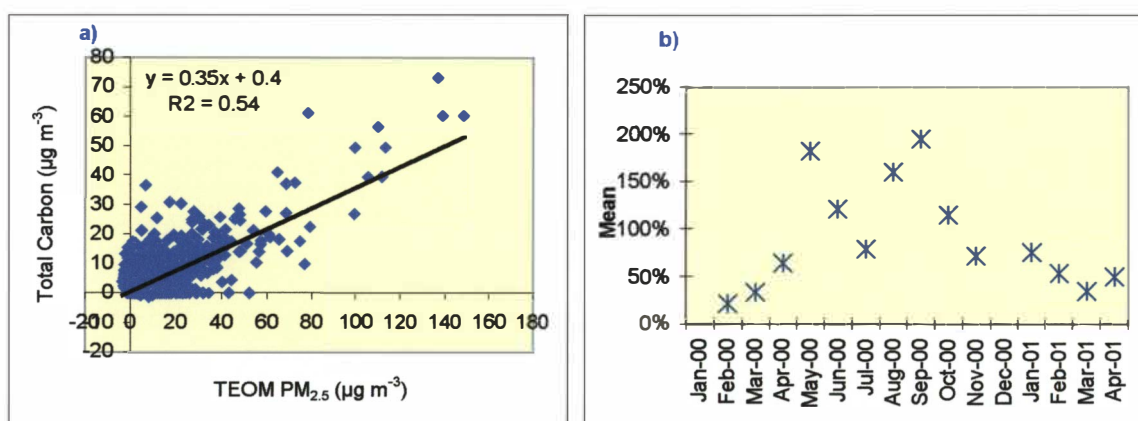 a)
80
70
60
50
40
30
20
10
0
-10
-20
y = 0.35x + 0.4
R2 = 0.54
Total Carbon (µg m-3)
-20 0 20 40 60 80 100 120 140 160 180
TEOM PM2.5 (µg m-3)
b)
250%
200%
150%
100%
50%
0%
Mean
Jan-00
Feb-00
Mar-00
Apr-00
May-00
Jun-00
Jul-00
Aug-00
Sep-00
Oct-00
Nov-00
Dec-00
Jan-01
Feb-01
Mar-01
Apr-01